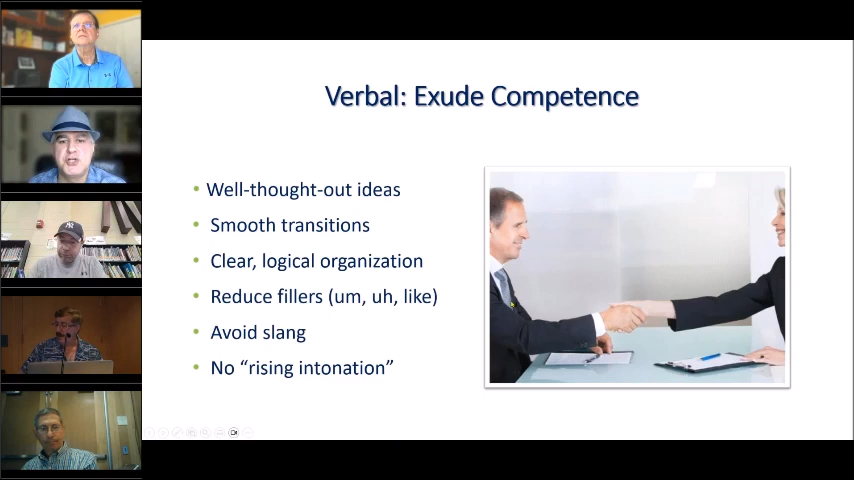 Verbal: Exude Competence
• Well-thought-out ideas
• Smooth transitions
• Clear, logical organization
• Reduce fillers (um, uh, like)
• Avoid slang
• No “rising intonation”